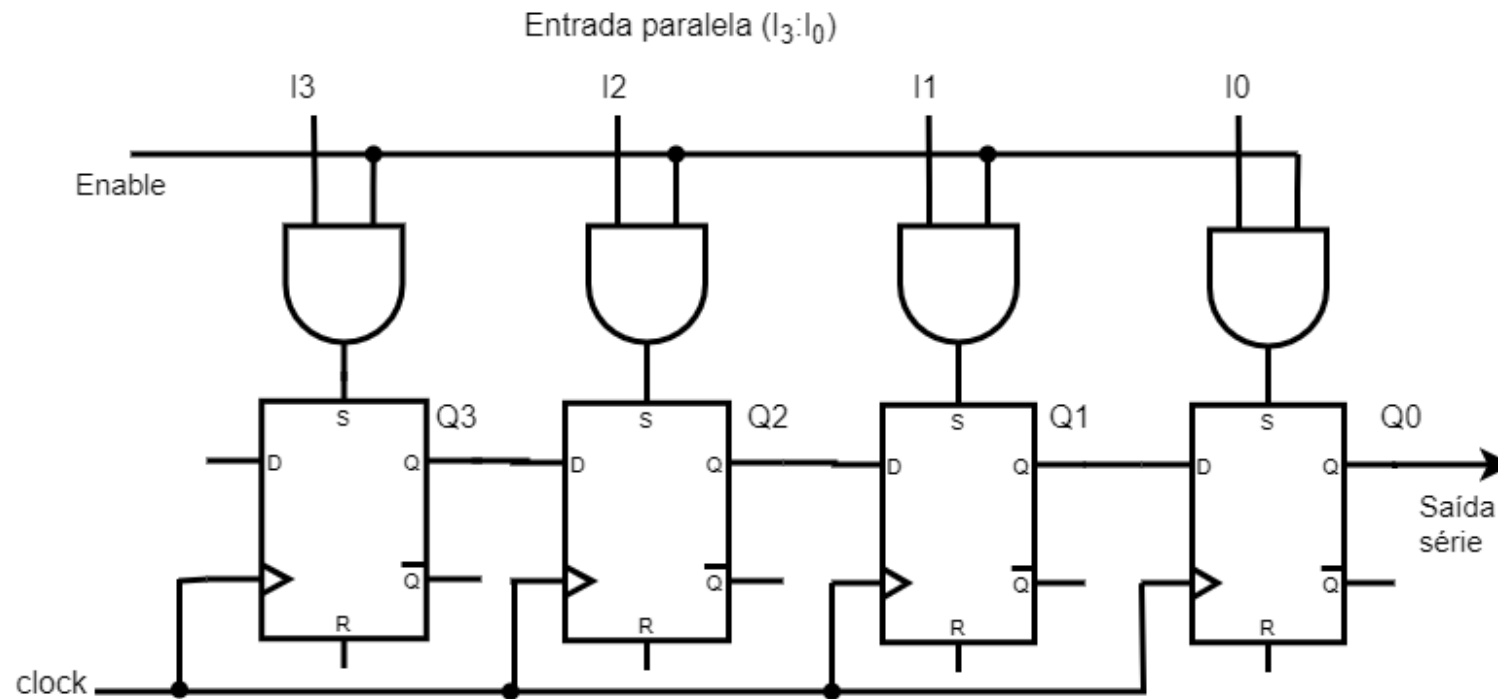 Entrada paralela (I₃:I₀)
I3 I2 I1 I0
Enable
S Q3 S Q2 S Q1 S Q0
D Q D Q D Q D Q
Saída
série
Q̅ Q̅ Q̅ Q̅
R R R R
clock